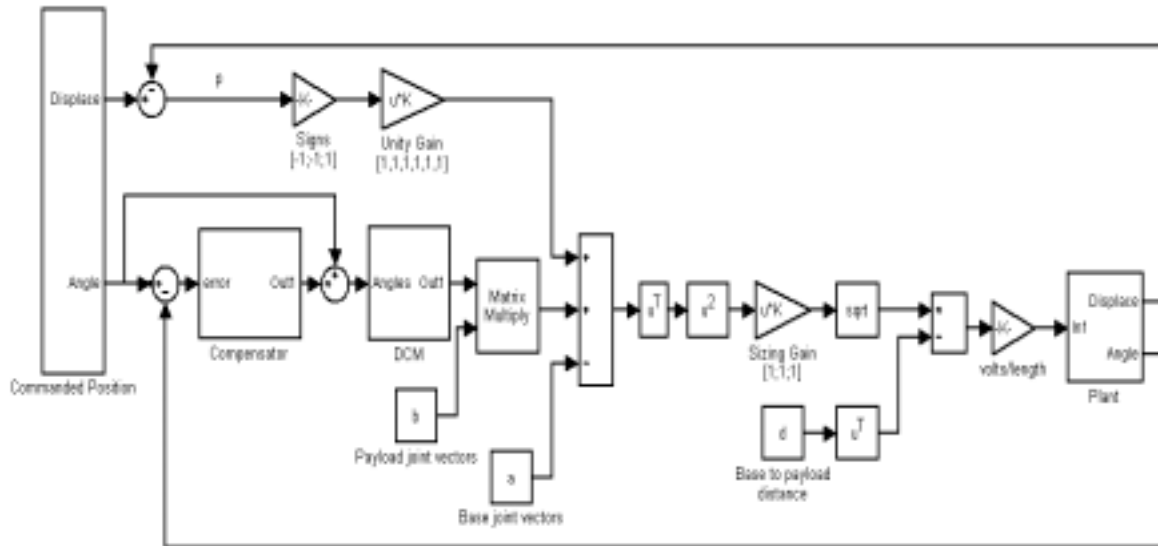 Displace
p
-K-
Signs
[-1;-1;1]
u*K
Unity Gain
[1,1,1,1,1,1]
Angle
Commanded Position
error Out1
Compensator
Angles Out1
DCM
Matrix
Multiply
b
Payload joint vectors
a
Base joint vectors
u^T
u^2
u*K
Sizing Gain
[1;1;1]
sqrt
d
Base to payload
distance
u^T
-K-
volts/length
In1
Displace
Angle
Plant